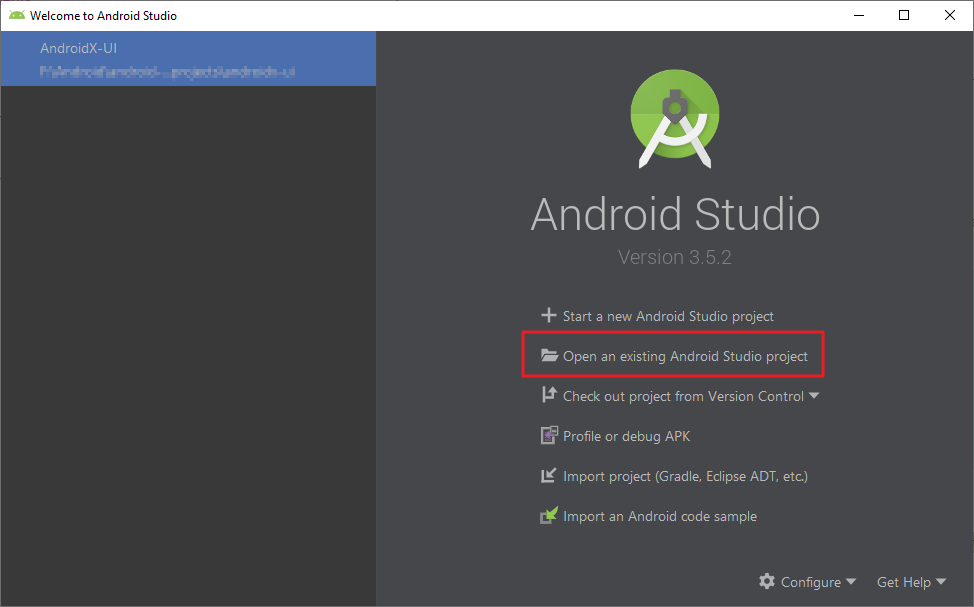 Welcome to Android Studio
AndroidX-UI
Android Studio
Version 3.5.2
Start a new Android Studio project
Open an existing Android Studio project
Check out project from Version Control
Profile or debug APK
Import project (Gradle, Eclipse ADT, etc.)
Import an Android code sample
Configure
Get Help